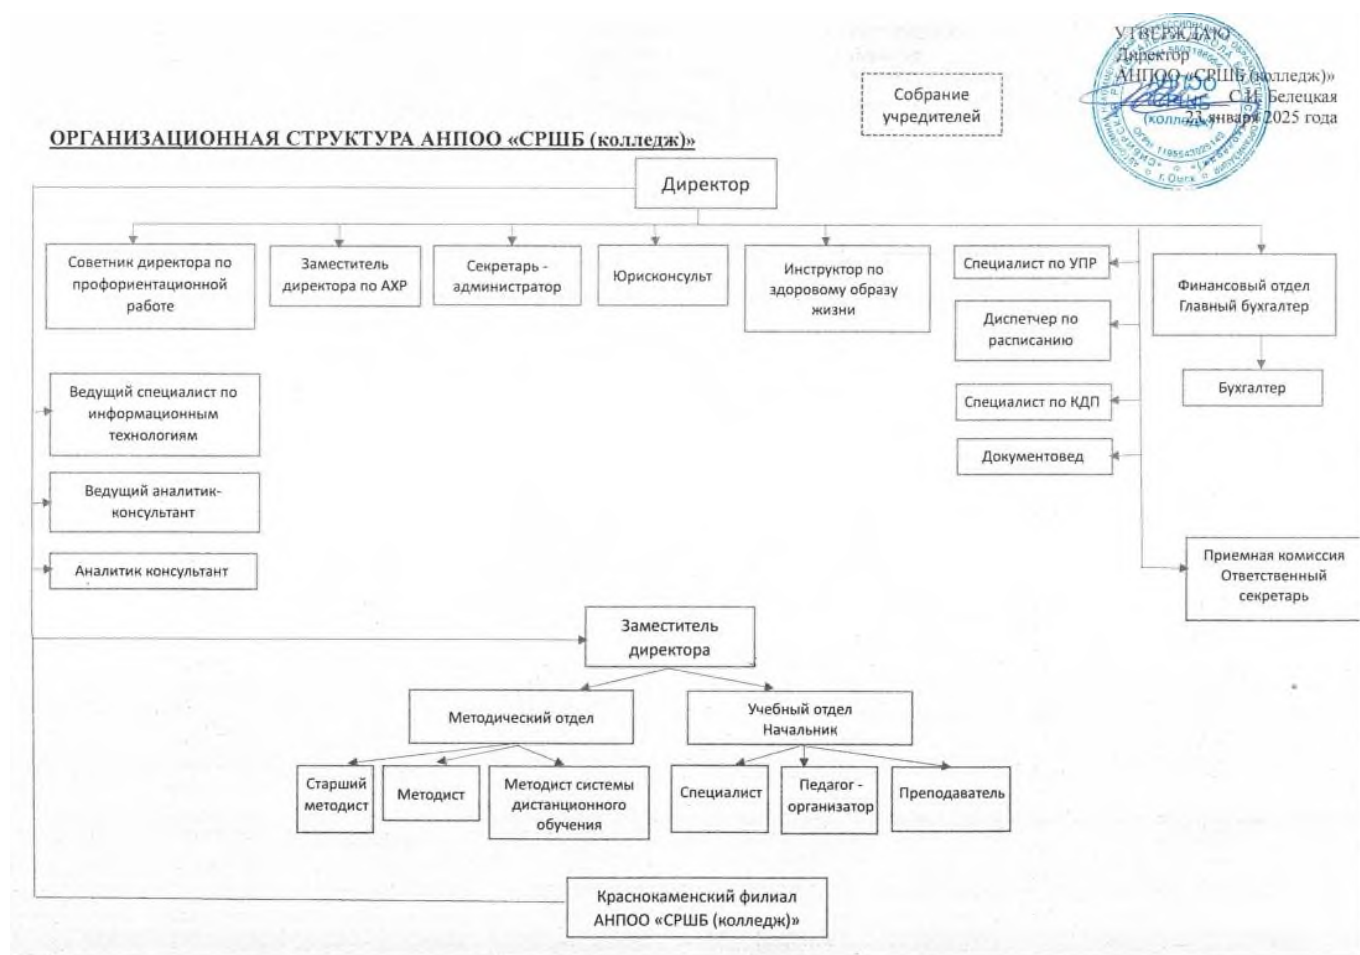 УТВЕРЖДАЮ
Директор
АНПОО «СРШБ (колледж)»
С.И. Белецкая
23 января 2025 года
Собрание
учредителей
ОРГАНИЗАЦИОННАЯ СТРУКТУРА АНПОО «СРШБ (колледж)»
Директор
Советник директора по
профориентационной
работе
Заместитель
директора по АХР
Секретарь -
администратор
Юрисконсульт
Инструктор по
здоровому образу
жизни
Специалист по УПР
Диспетчер по
расписанию
Специалист по КДП
Документовед
Финансовый отдел
Главный бухгалтер
Бухгалтер
Ведущий специалист по
информационным
технологиям
Ведущий аналитик-
консультант
Аналитик консультант
Приемная комиссия
Ответственный
секретарь
Заместитель
директора
Методический отдел
Учебный отдел
Начальник
Старший
методист
Методист
Методист системы
дистанционного
обучения
Специалист
Педагог -
организатор
Преподаватель
Краснокаменский филиал
АНПОО «СРШБ (колледж)»
АНПОО
СРШБ
(колледж)
г. Омск